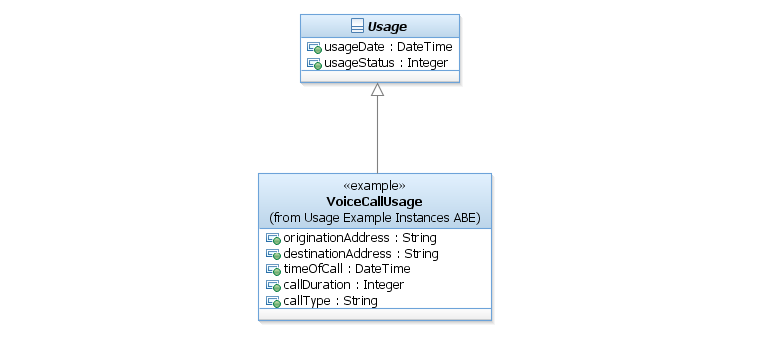 Usage
usageDate : DateTime
usageStatus : Integer
«example»
VoiceCallUsage
(from Usage Example Instances ABE)
originationAddress : String
destinationAddress : String
timeOfCall : DateTime
callDuration : Integer
callType : String